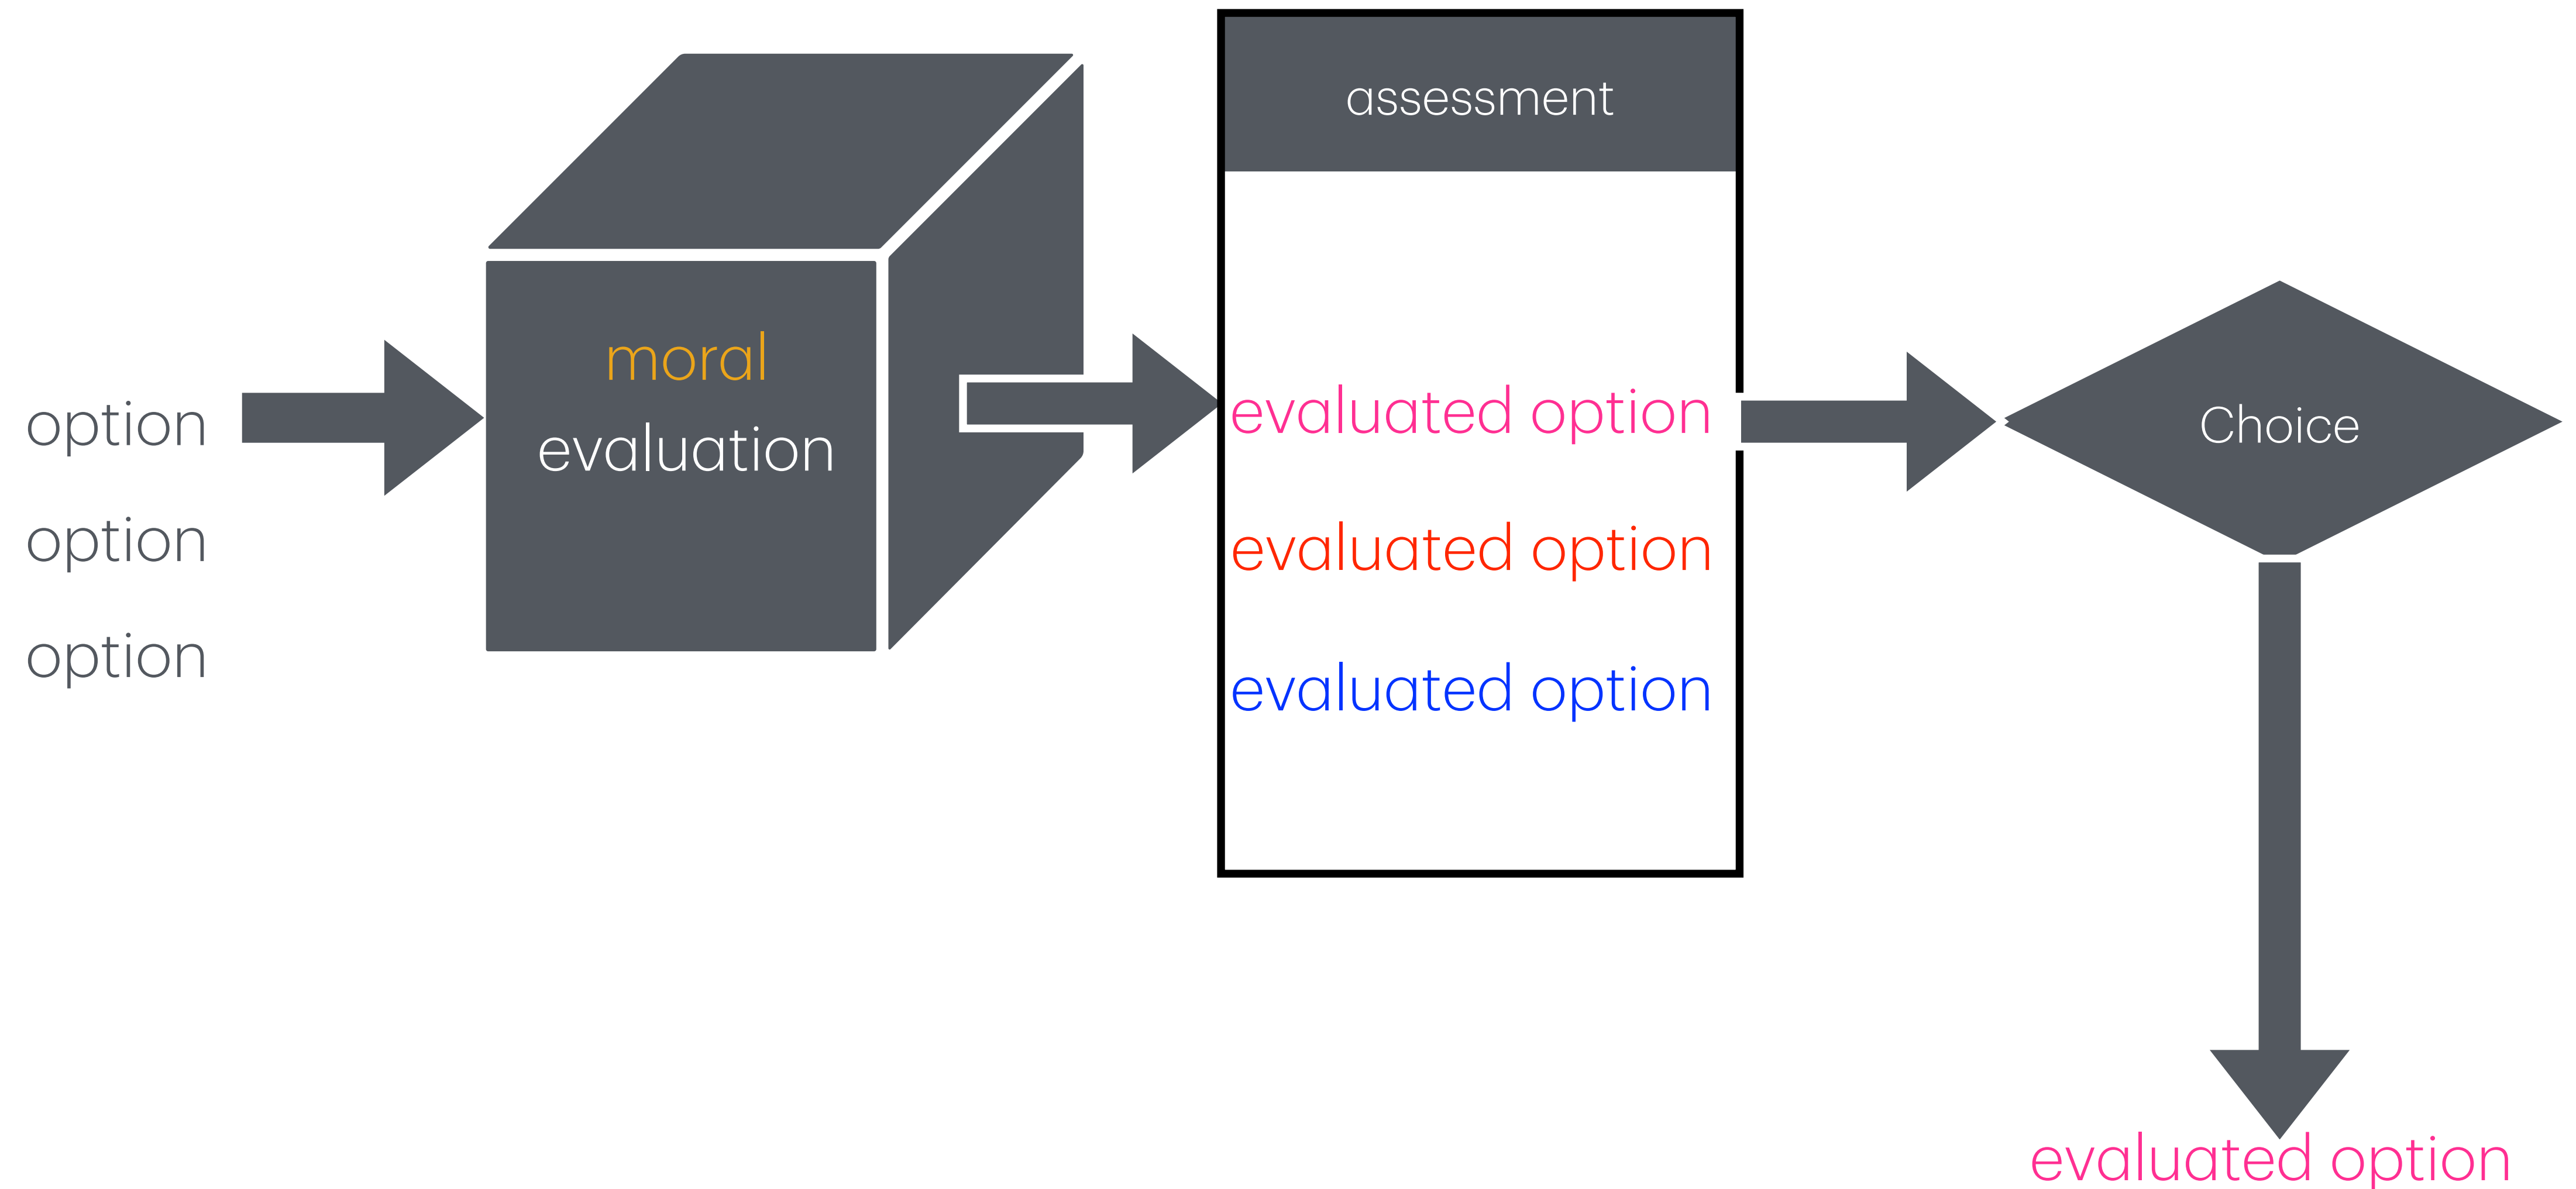 option
option
option
moral
evaluation
assessment
evaluated option
evaluated option
evaluated option
Choice
evaluated option